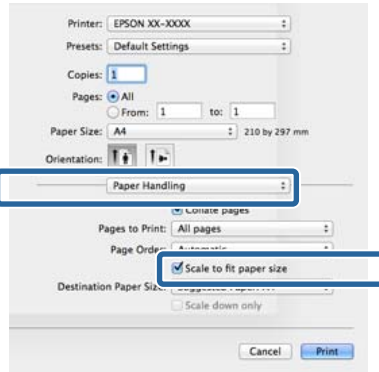 Printer: EPSON XX-XXXX
Presets: Default Settings
Copies: 1
Pages: All
From: 1 to: 1
Paper Size: A4 210 by 297 mm
Orientation:
Paper Handling
Collate pages
Pages to Print: All pages
Page Order: Automatic
Scale to fit paper size
Destination Paper Size:
Scale down only
Cancel Print